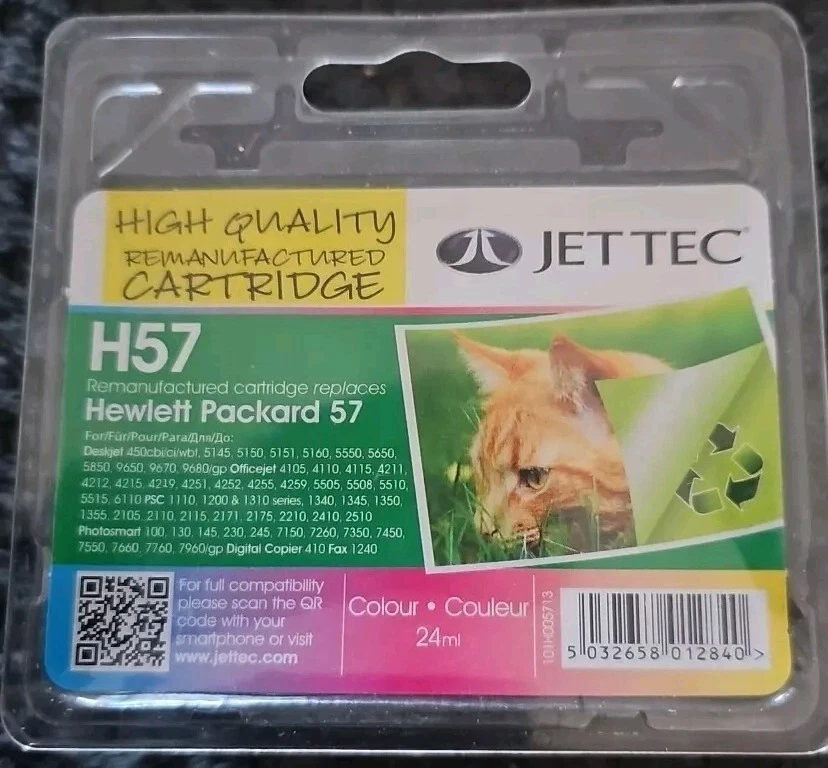 HIGH QUALITY
REMANUFACTURED
CARTRIDGE
JET TEC
H57
Remanufactured cartridge replaces
Hewlett Packard 57
For/Für/Pour/Para/Для/Do:
Deskjet 450cbi/ci/wbt, 5145, 5150, 5151, 5160, 5550, 5650,
5850, 9650, 9670, 9680/gp Officejet 4105, 4110, 4115, 4211,
4212, 4215, 4219, 4251, 4252, 4255, 4259, 5505, 5508, 5510,
5515, 6110 PSC 1110, 1200 & 1310 series, 1340, 1345, 1350,
1355, 2105, 2110, 2115, 2171, 2175, 2210, 2410, 2510
Photosmart 100, 130, 145, 230, 245, 7150, 7260, 7350, 7450,
7550, 7660, 7760, 7960/gp Digital Copier 410 Fax 1240
For full compatibility
please scan the QR
code with your
smartphone or visit
www.jettec.com
Colour • Couleur
24ml
101H005713
5 032658 012840 >